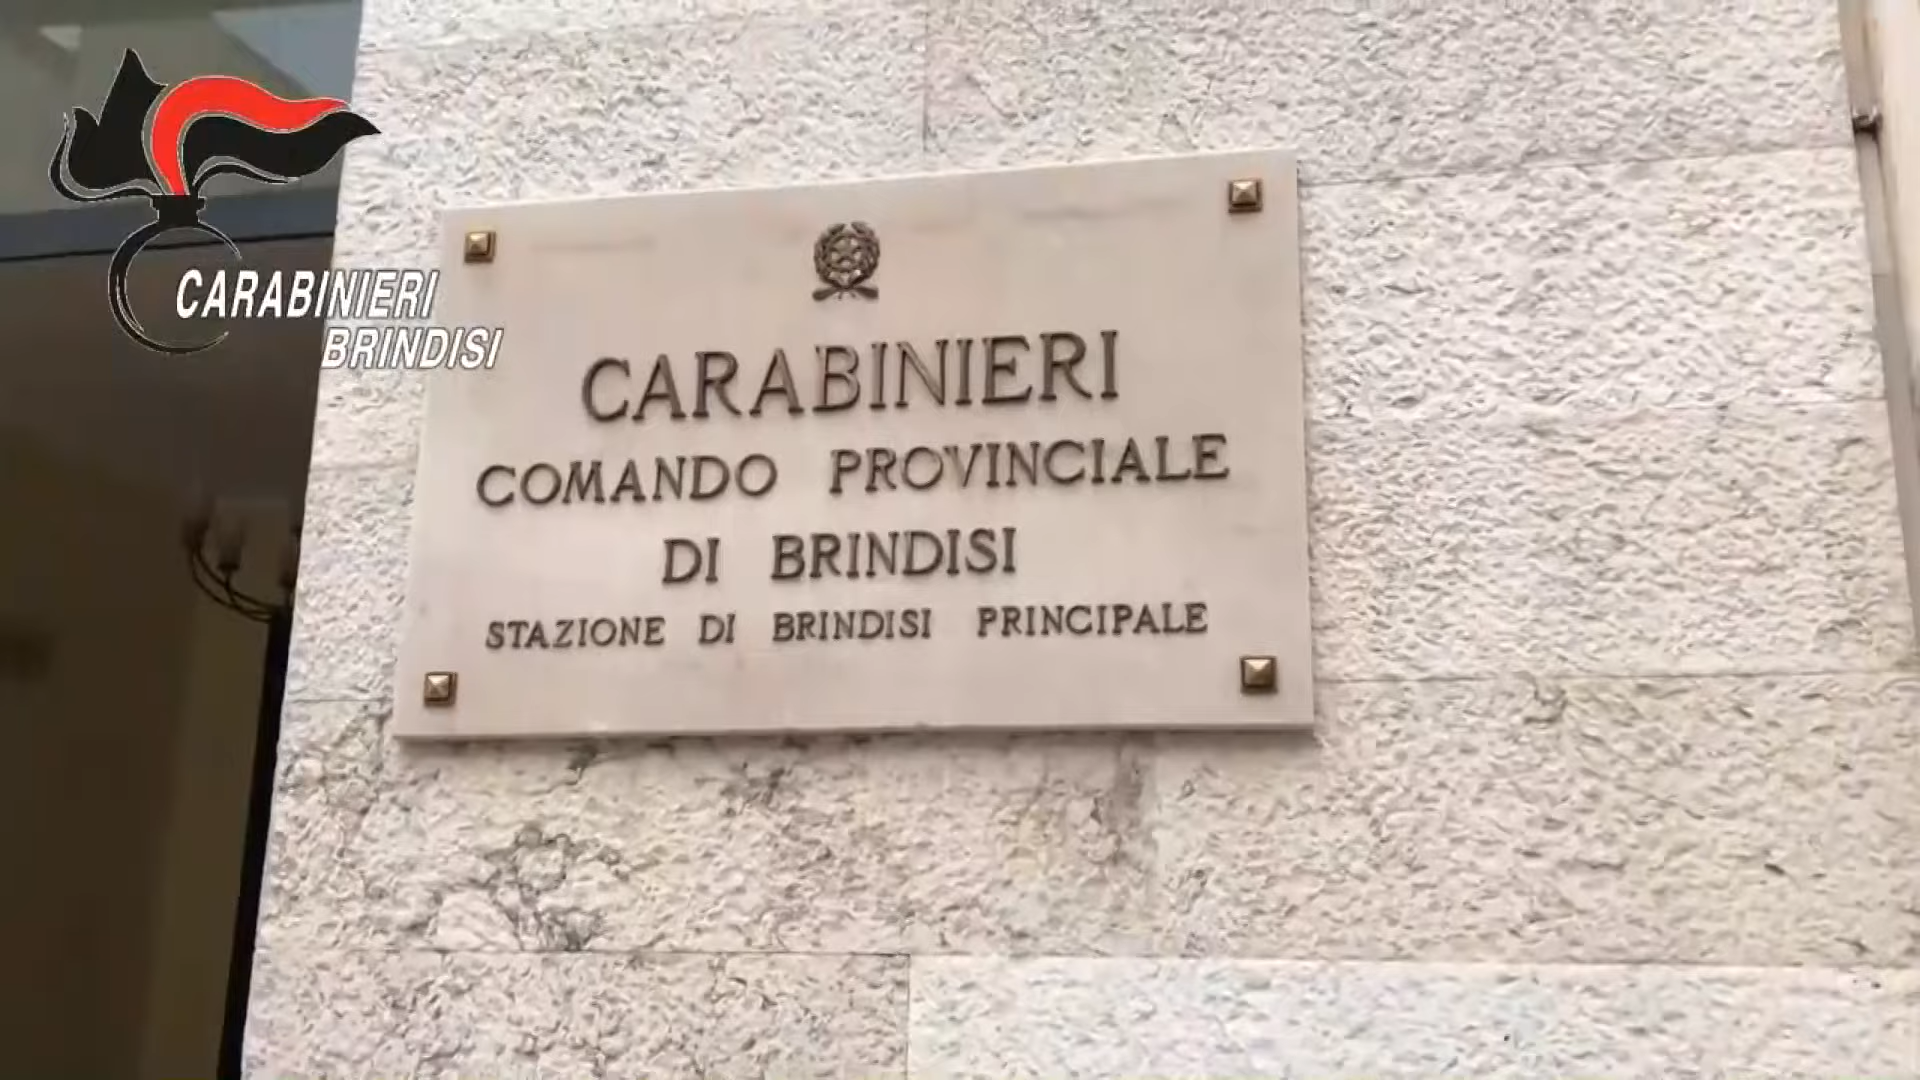 CARABINIERI
BRINDISI
CARABINIERI
COMANDO PROVINCIALE
DI BRINDISI
STAZIONE DI BRINDISI PRINCIPALE